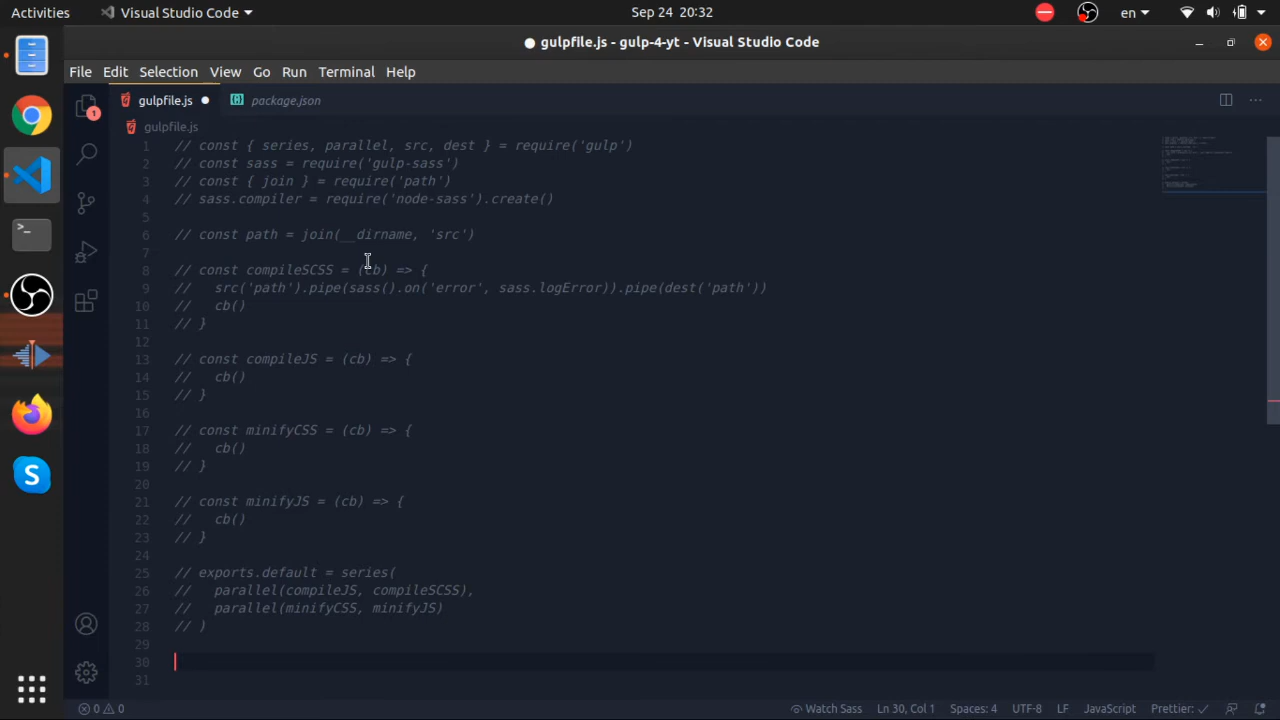 Activities
Visual Studio Code
Sep 24 20:32
en
gulpfile.js - gulp-4-yt - Visual Studio Code
File Edit Selection View Go Run Terminal Help
gulpfile.js
package.json
gulpfile.js
1
1 // const { series, parallel, src, dest } = require('gulp')
2 // const sass = require('gulp-sass')
3 // const { join } = require('path')
4 // sass.compiler = require('node-sass').create()
5
6 // const path = join(__dirname, 'src')
7
8 // const compileSCSS = (cb) => {
9 //   src('path').pipe(sass().on('error', sass.logError)).pipe(dest('path'))
10 //   cb()
11 // }
12
13 // const compileJS = (cb) => {
14 //   cb()
15 // }
16
17 // const minifyCSS = (cb) => {
18 //   cb()
19 // }
20
21 // const minifyJS = (cb) => {
22 //   cb()
23 // }
24
25 // exports.default = series(
26 //   parallel(compileJS, compileSCSS),
27 //   parallel(minifyCSS, minifyJS)
28 // )
29
30
31
0 0 Watch Sass Ln 30, Col 1 Spaces: 4 UTF-8 LF JavaScript Prettier: ✓